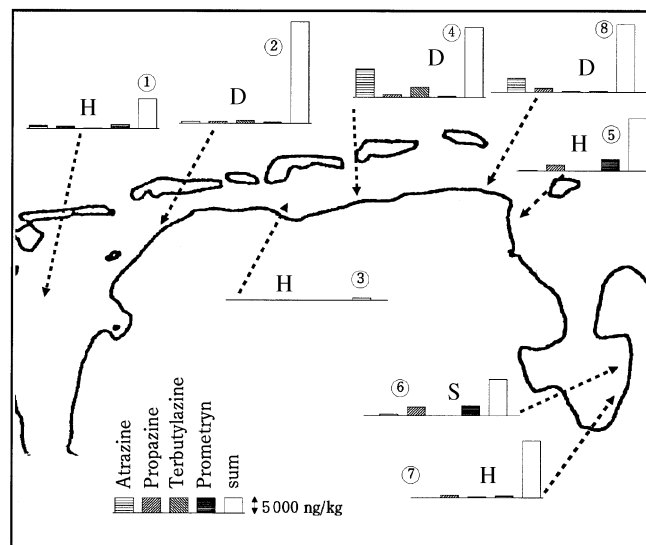 ② ④ ⑧
D D D
① H
H ⑤
H ③
⑥ S
⑦ H
Atrazine
Propazine
Terbutylazine
Prometryn
sum
5 000 ng/kg